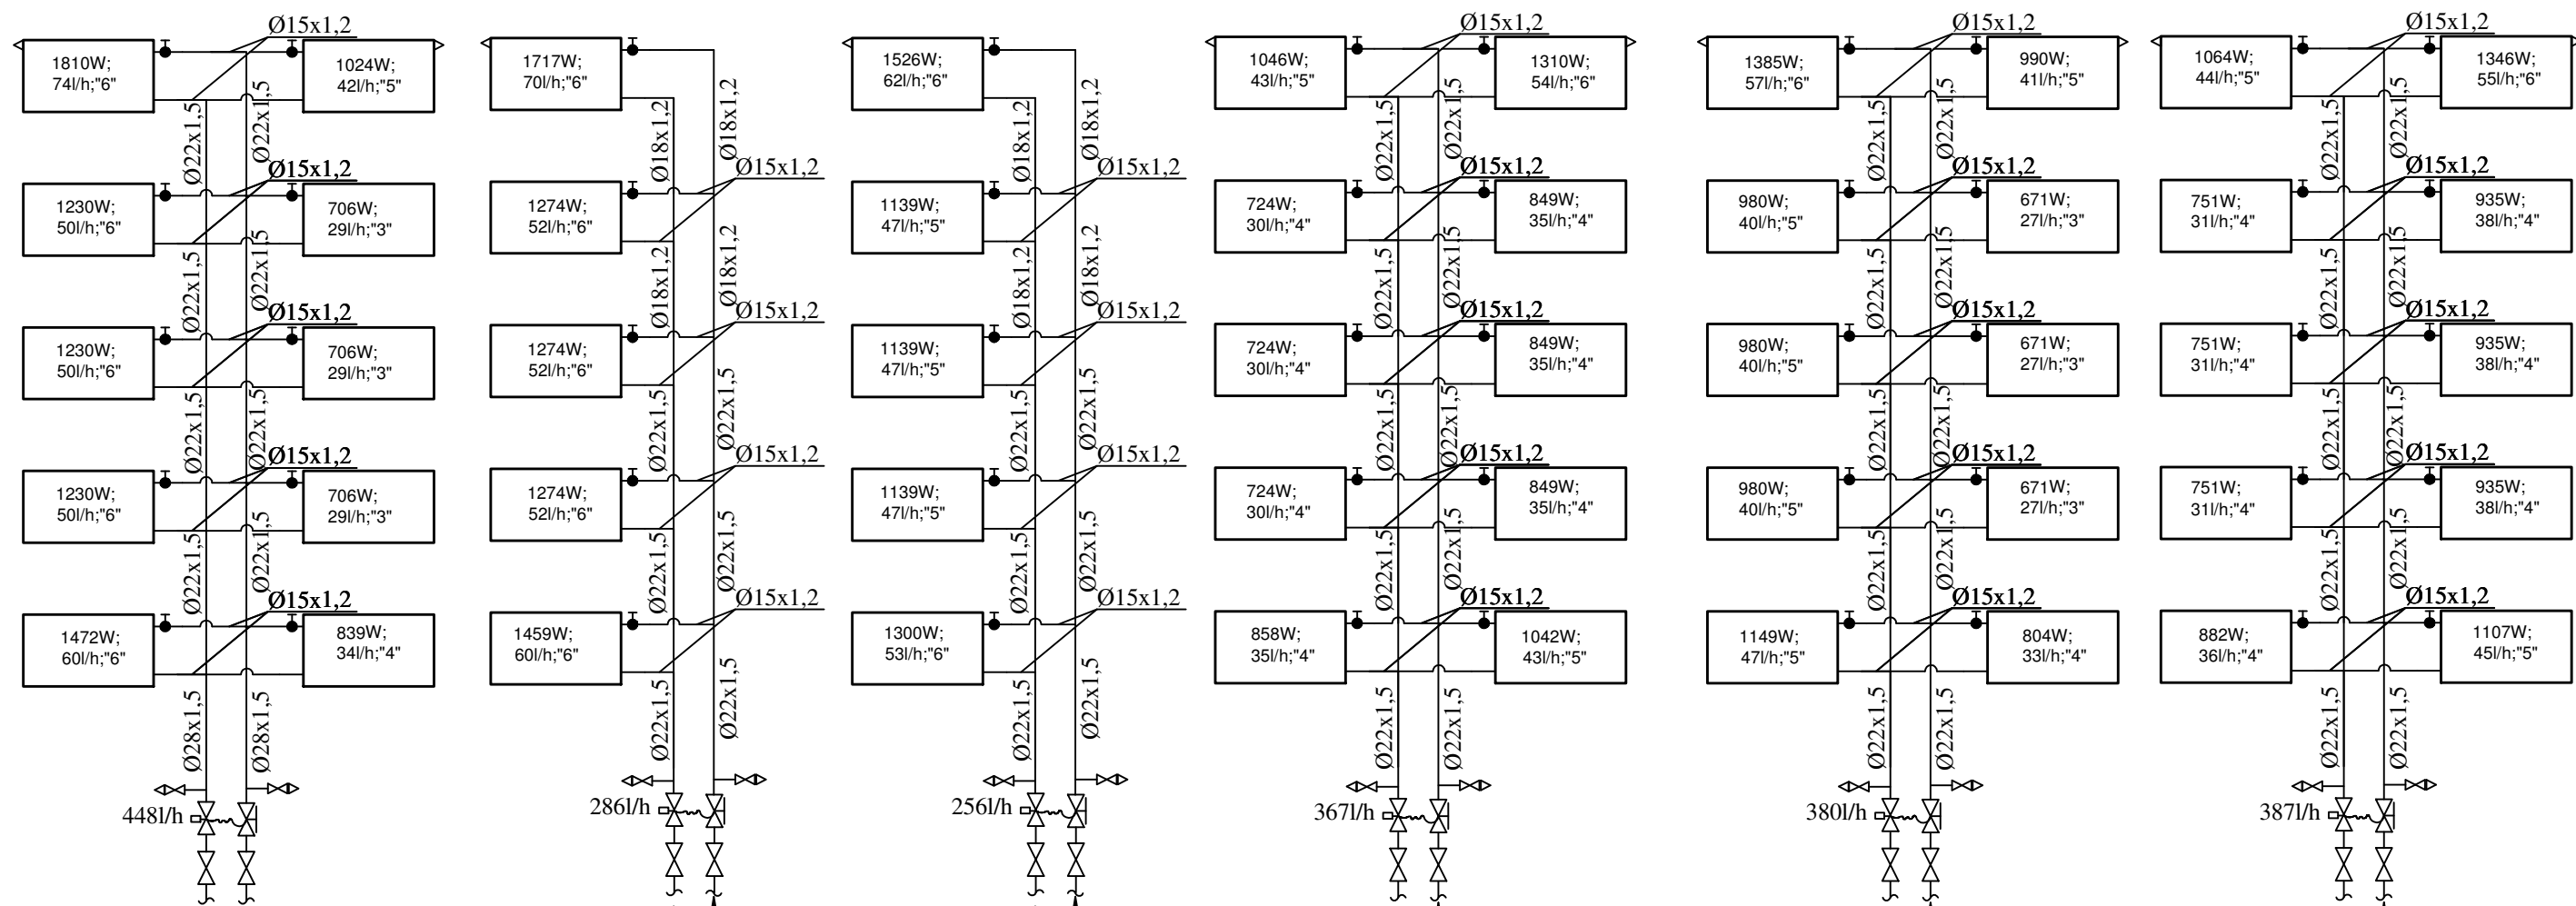 Ø15x1,2
1810W;
74l/h;"6"
1024W;
42l/h;"5"
Ø22x1,5
Ø22x1,5
Ø15x1,2
1230W;
50l/h;"6"
706W;
29l/h;"3"
Ø22x1,5
Ø22x1,5
Ø15x1,2
1230W;
50l/h;"6"
706W;
29l/h;"3"
Ø22x1,5
Ø22x1,5
Ø15x1,2
1230W;
50l/h;"6"
706W;
29l/h;"3"
Ø22x1,5
Ø22x1,5
Ø15x1,2
1472W;
60l/h;"6"
839W;
34l/h;"4"
Ø28x1,5
Ø28x1,5
448l/h
1717W;
70l/h;"6"
Ø18x1,2
Ø18x1,2
Ø15x1,2
1274W;
52l/h;"6"
Ø18x1,2
Ø18x1,2
Ø15x1,2
1274W;
52l/h;"6"
Ø22x1,5
Ø22x1,5
Ø15x1,2
1274W;
52l/h;"6"
Ø22x1,5
Ø22x1,5
Ø15x1,2
1459W;
60l/h;"6"
Ø22x1,5
Ø22x1,5
286l/h
1526W;
62l/h;"6"
Ø18x1,2
Ø18x1,2
Ø15x1,2
1139W;
47l/h;"5"
Ø18x1,2
Ø18x1,2
Ø15x1,2
1139W;
47l/h;"5"
Ø22x1,5
Ø22x1,5
Ø15x1,2
1139W;
47l/h;"5"
Ø22x1,5
Ø22x1,5
Ø15x1,2
1300W;
53l/h;"6"
Ø22x1,5
Ø22x1,5
256l/h
Ø15x1,2
1046W;
43l/h;"5"
1310W;
54l/h;"6"
Ø22x1,5
Ø22x1,5
Ø15x1,2
724W;
30l/h;"4"
849W;
35l/h;"4"
Ø22x1,5
Ø22x1,5
Ø15x1,2
724W;
30l/h;"4"
849W;
35l/h;"4"
Ø22x1,5
Ø22x1,5
Ø15x1,2
724W;
30l/h;"4"
849W;
35l/h;"4"
Ø22x1,5
Ø22x1,5
Ø15x1,2
858W;
35l/h;"4"
1042W;
43l/h;"5"
Ø22x1,5
Ø22x1,5
367l/h
Ø15x1,2
1385W;
57l/h;"6"
990W;
41l/h;"5"
Ø22x1,5
Ø22x1,5
Ø15x1,2
980W;
40l/h;"5"
671W;
27l/h;"3"
Ø22x1,5
Ø22x1,5
Ø15x1,2
980W;
40l/h;"5"
671W;
27l/h;"3"
Ø22x1,5
Ø22x1,5
Ø15x1,2
980W;
40l/h;"5"
671W;
27l/h;"3"
Ø22x1,5
Ø22x1,5
Ø15x1,2
1149W;
47l/h;"5"
804W;
33l/h;"4"
Ø22x1,5
Ø22x1,5
380l/h
Ø15x1,2
1064W;
44l/h;"5"
1346W;
55l/h;"6"
Ø22x1,5
Ø22x1,5
Ø15x1,2
751W;
31l/h;"4"
935W;
38l/h;"4"
Ø22x1,5
Ø22x1,5
Ø15x1,2
751W;
31l/h;"4"
935W;
38l/h;"4"
Ø22x1,5
Ø22x1,5
Ø15x1,2
751W;
31l/h;"4"
935W;
38l/h;"4"
Ø22x1,5
Ø22x1,5
Ø15x1,2
882W;
36l/h;"4"
1107W;
45l/h;"5"
Ø22x1,5
Ø22x1,5
387l/h